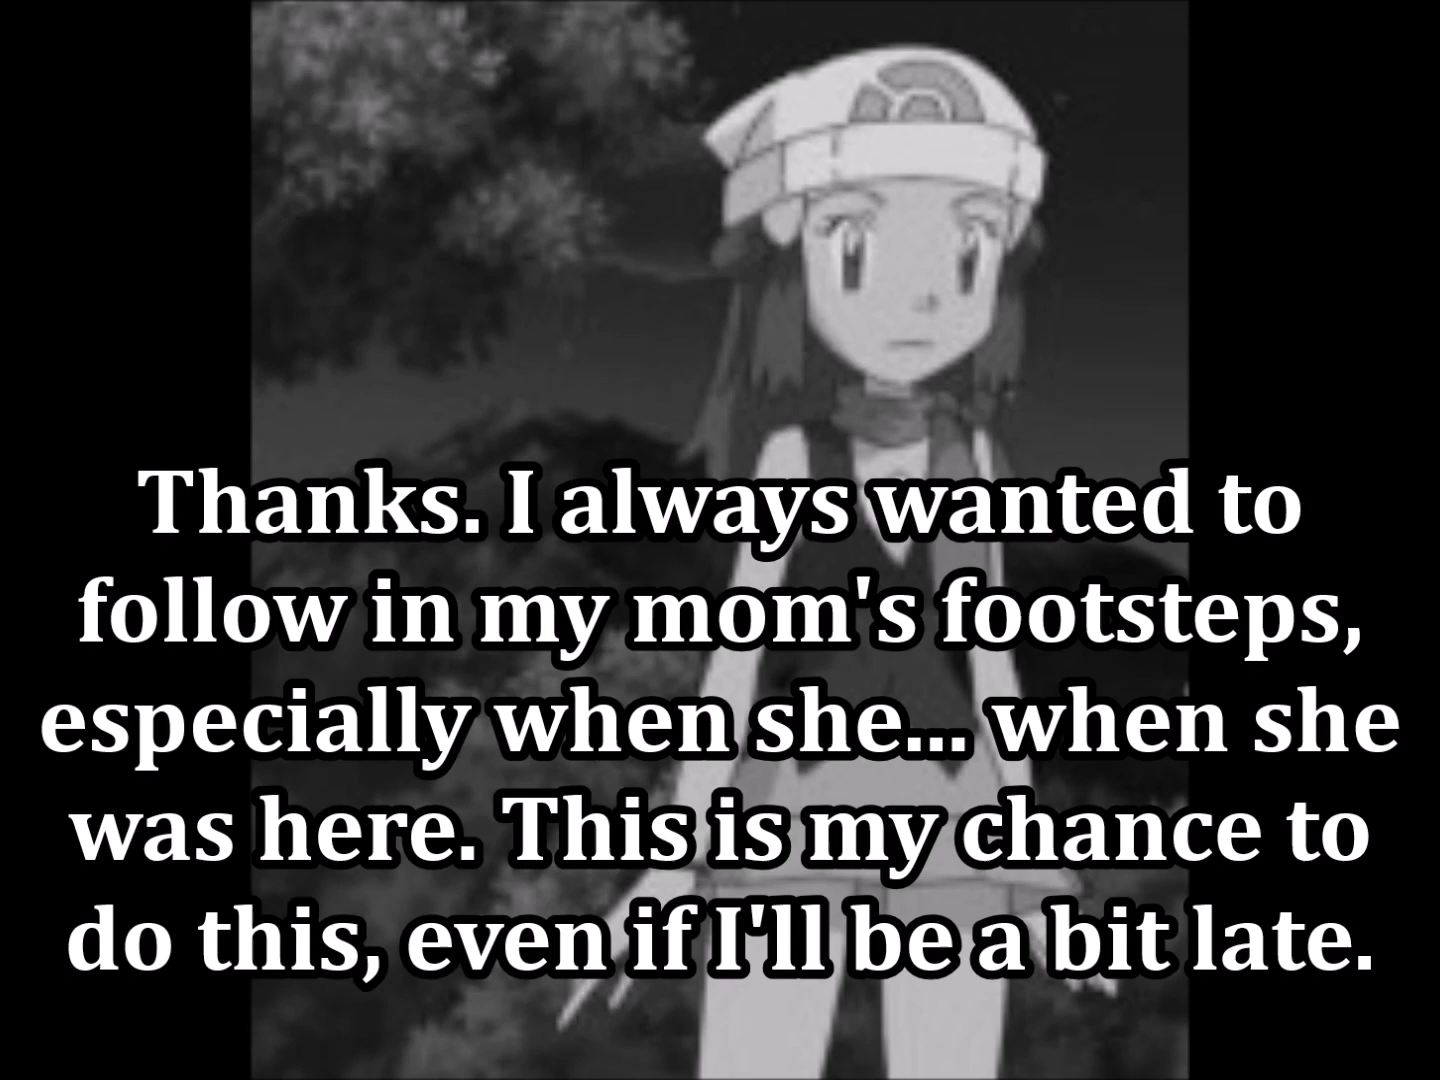 Thanks. I always wanted to
follow in my mom's footsteps,
especially when she... when she
was here. This is my chance to
do this, even if I'll be a bit late.